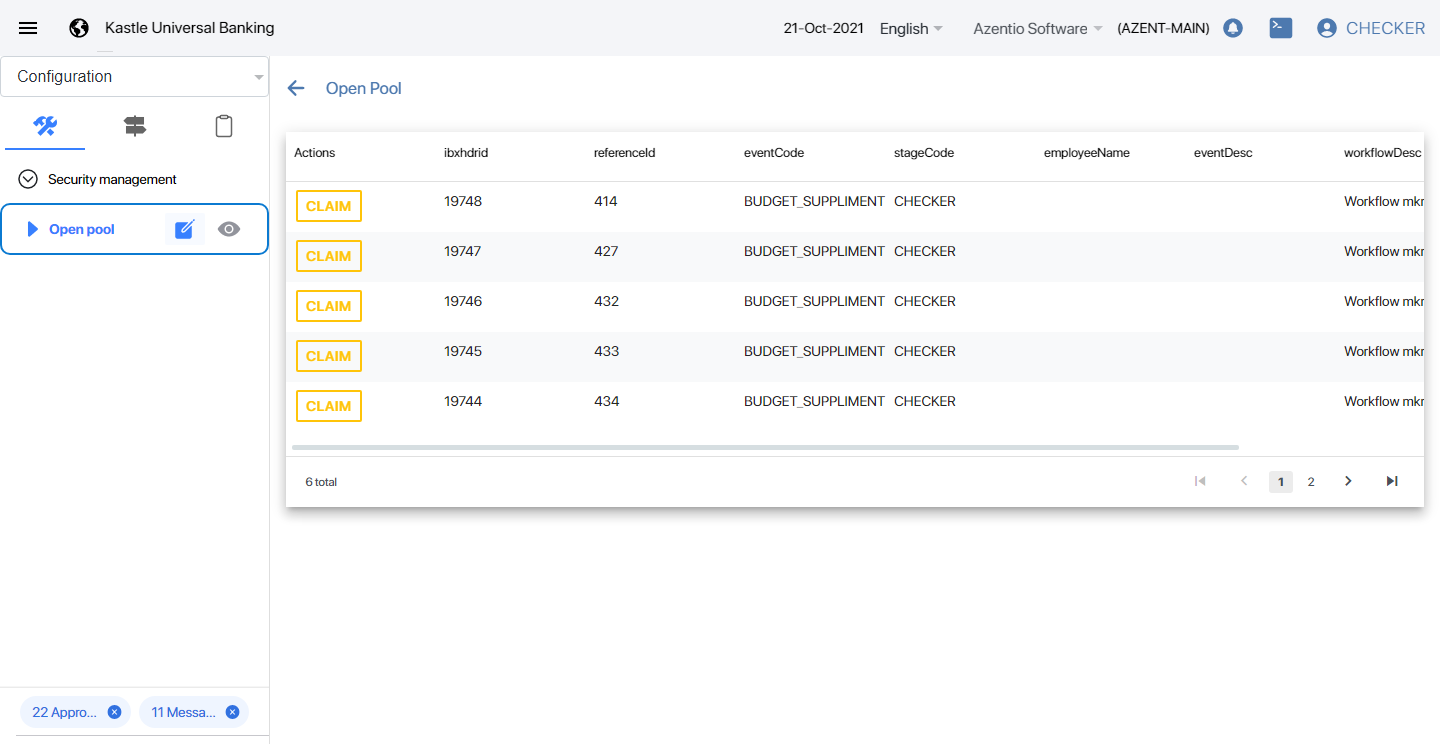 Kastle Universal Banking
21-Oct-2021 English Azentio Software (AZENT-MAIN) CHECKER
Configuration
Security management
Open pool
22 Appro... 11 Messa...
Open Pool
Actions ibxhdrid referenceId eventCode stageCode employeeName eventDesc workflowDesc
CLAIM 19748 414 BUDGET_SUPPLIMENT CHECKER Workflow mkr
CLAIM 19747 427 BUDGET_SUPPLIMENT CHECKER Workflow mkr
CLAIM 19746 432 BUDGET_SUPPLIMENT CHECKER Workflow mkr
CLAIM 19745 433 BUDGET_SUPPLIMENT CHECKER Workflow mkr
CLAIM 19744 434 BUDGET_SUPPLIMENT CHECKER Workflow mkr
6 total 1 2